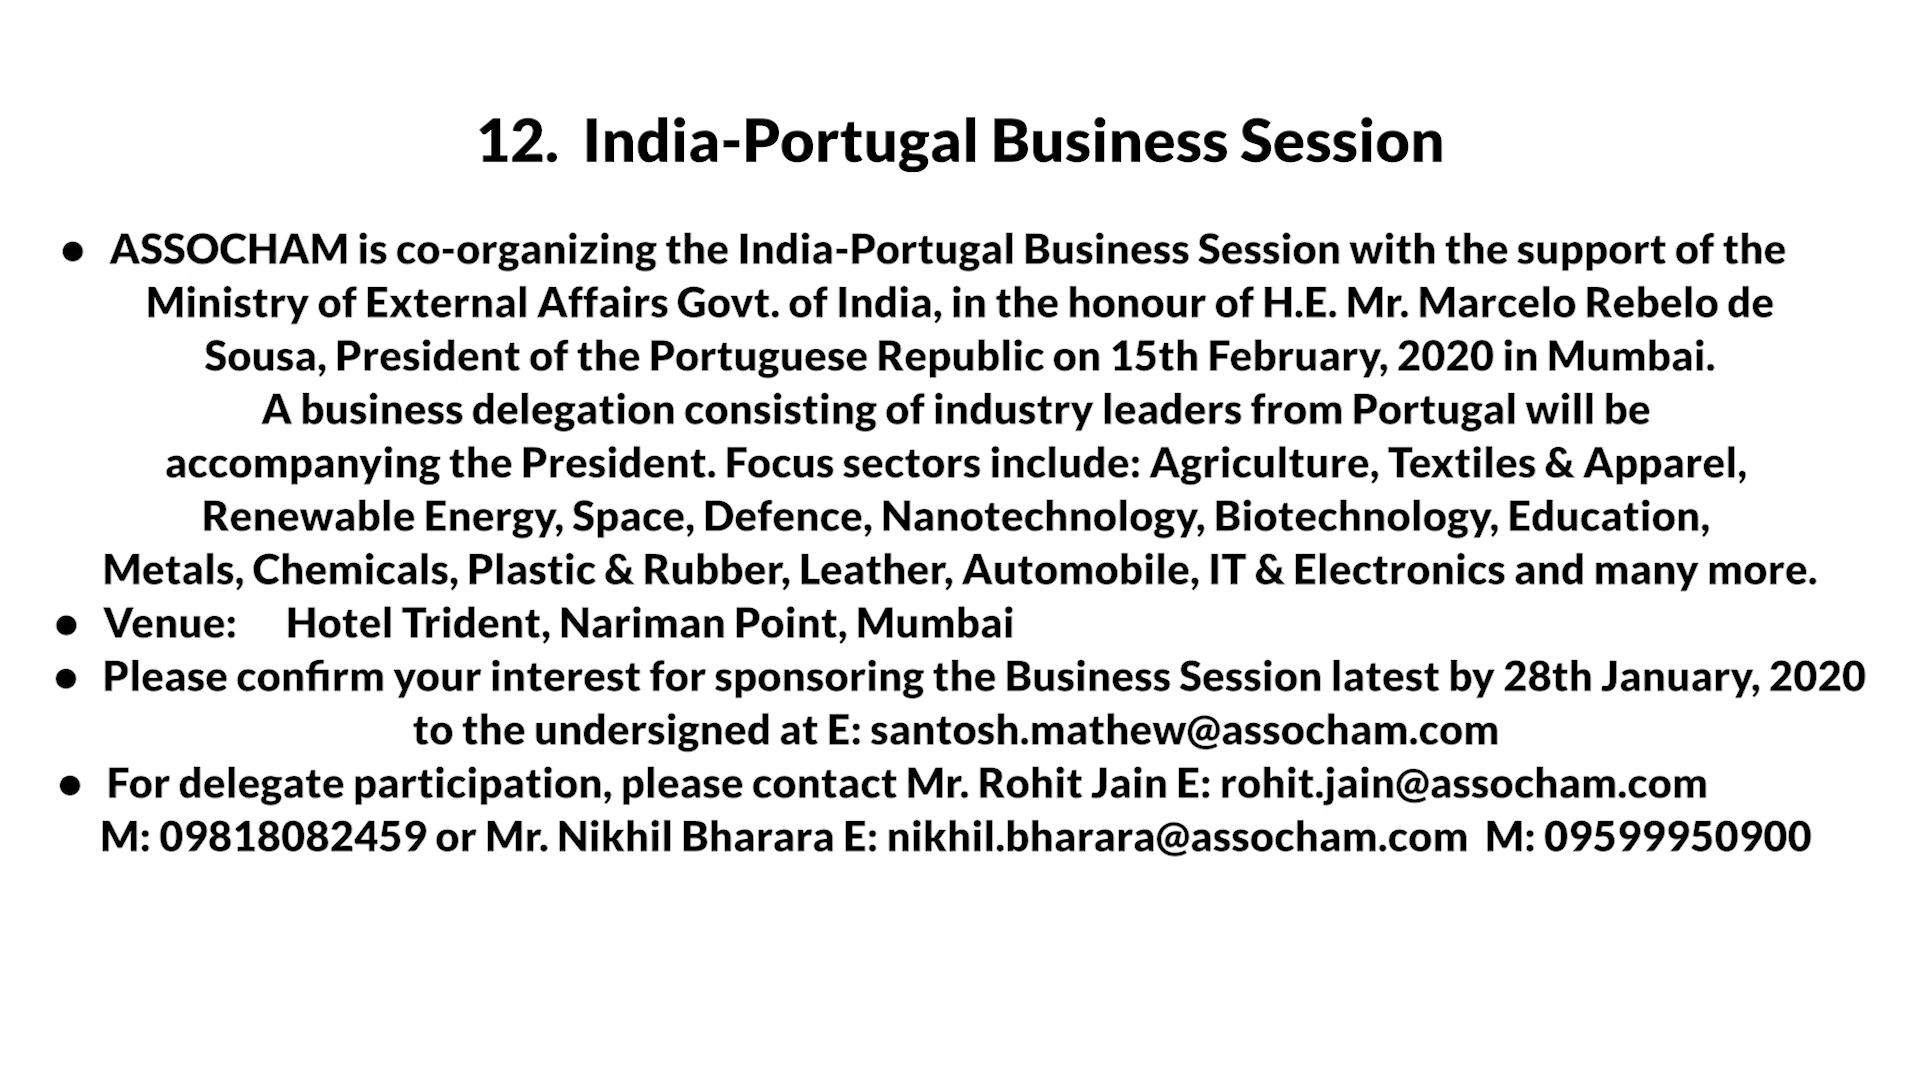 12. India-Portugal Business Session
● ASSOCHAM is co-organizing the India-Portugal Business Session with the support of the
Ministry of External Affairs Govt. of India, in the honour of H.E. Mr. Marcelo Rebelo de
Sousa, President of the Portuguese Republic on 15th February, 2020 in Mumbai.
A business delegation consisting of industry leaders from Portugal will be
accompanying the President. Focus sectors include: Agriculture, Textiles & Apparel,
Renewable Energy, Space, Defence, Nanotechnology, Biotechnology, Education,
Metals, Chemicals, Plastic & Rubber, Leather, Automobile, IT & Electronics and many more.
● Venue: Hotel Trident, Nariman Point, Mumbai
● Please confirm your interest for sponsoring the Business Session latest by 28th January, 2020
to the undersigned at E: santosh.mathew@assocham.com
● For delegate participation, please contact Mr. Rohit Jain E: rohit.jain@assocham.com
M: 09818082459 or Mr. Nikhil Bharara E: nikhil.bharara@assocham.com M: 09599950900